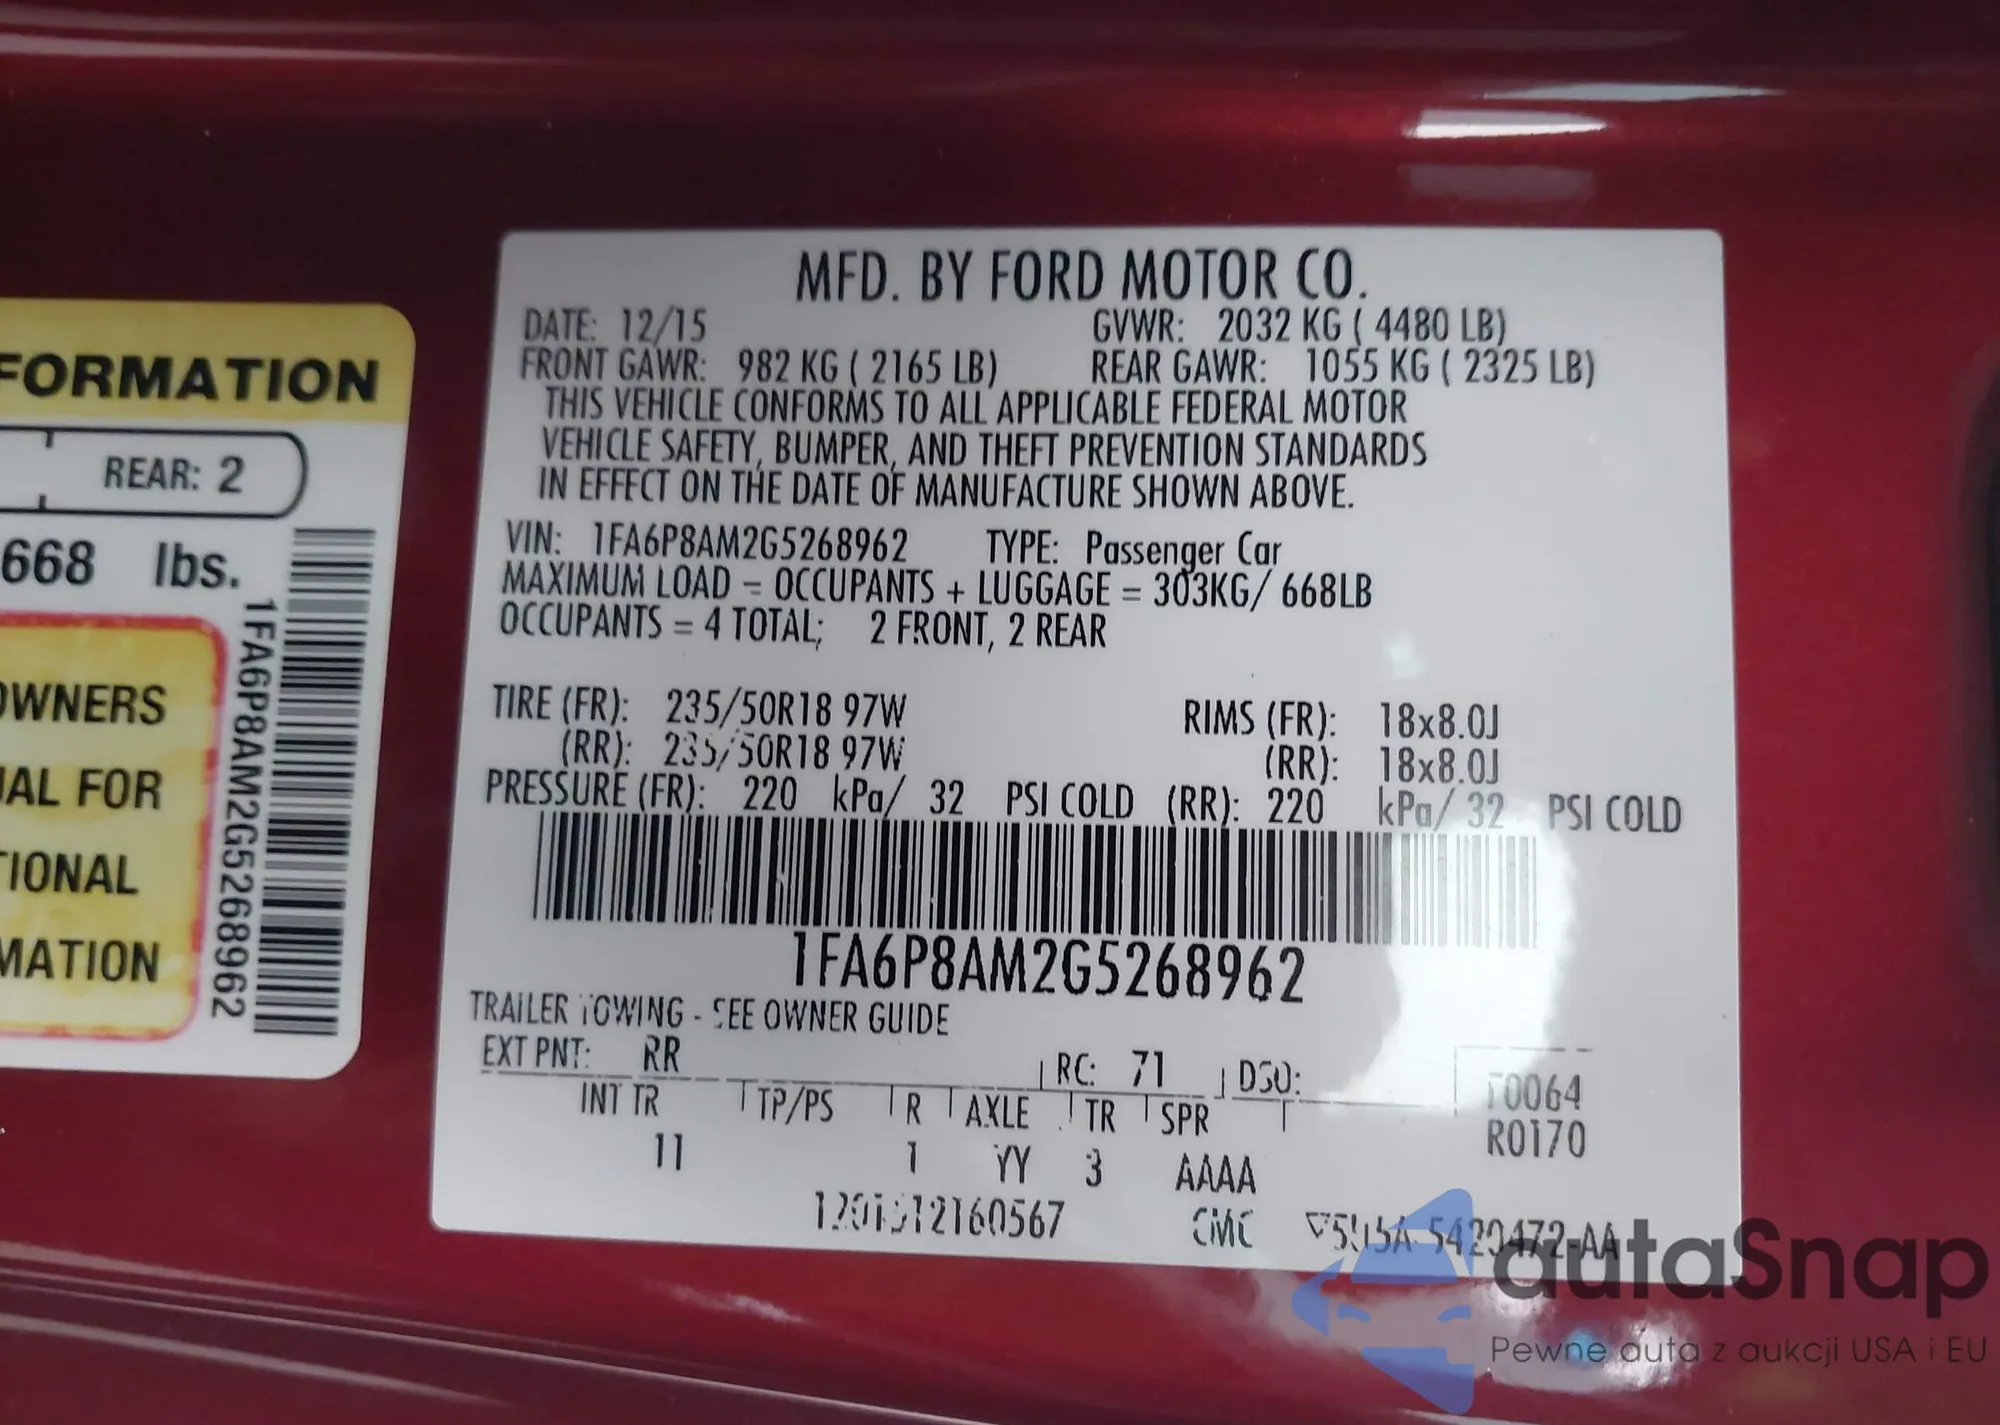 FORMATION
REAR: 2
668 lbs.
OWNERS
AL FOR
TIONAL
MATION
1FA6P8AM2G5268962
MFD. BY FORD MOTOR CO.
DATE: 12/15 GVWR: 2032 KG ( 4480 LB)
FRONT GAWR: 982 KG ( 2165 LB) REAR GAWR: 1055 KG ( 2325 LB)
THIS VEHICLE CONFORMS TO ALL APPLICABLE FEDERAL MOTOR
VEHICLE SAFETY, BUMPER, AND THEFT PREVENTION STANDARDS
IN EFFECT ON THE DATE OF MANUFACTURE SHOWN ABOVE.
VIN: 1FA6P8AM2G5268962 TYPE: Passenger Car
MAXIMUM LOAD = OCCUPANTS + LUGGAGE = 303KG/ 668LB
OCCUPANTS = 4 TOTAL; 2 FRONT, 2 REAR
TIRE (FR): 235/50R18 97W RIMS (FR): 18x8.0J
(RR): 235/50R18 97W (RR): 18x8.0J
PRESSURE (FR): 220 kPa/ 32 PSI COLD (RR): 220 kPa/ 32 PSI COLD
1FA6P8AM2G5268962
TRAILER TOWING - SEE OWNER GUIDE
EXT PNT: RR RC: 71 DSO:
INT TR TP/PS R AXLE TR SPR T0064
11 1 YY 3 AAAA R0170
CMC
autaSnap
Pewne auta z aukcji USA i EU